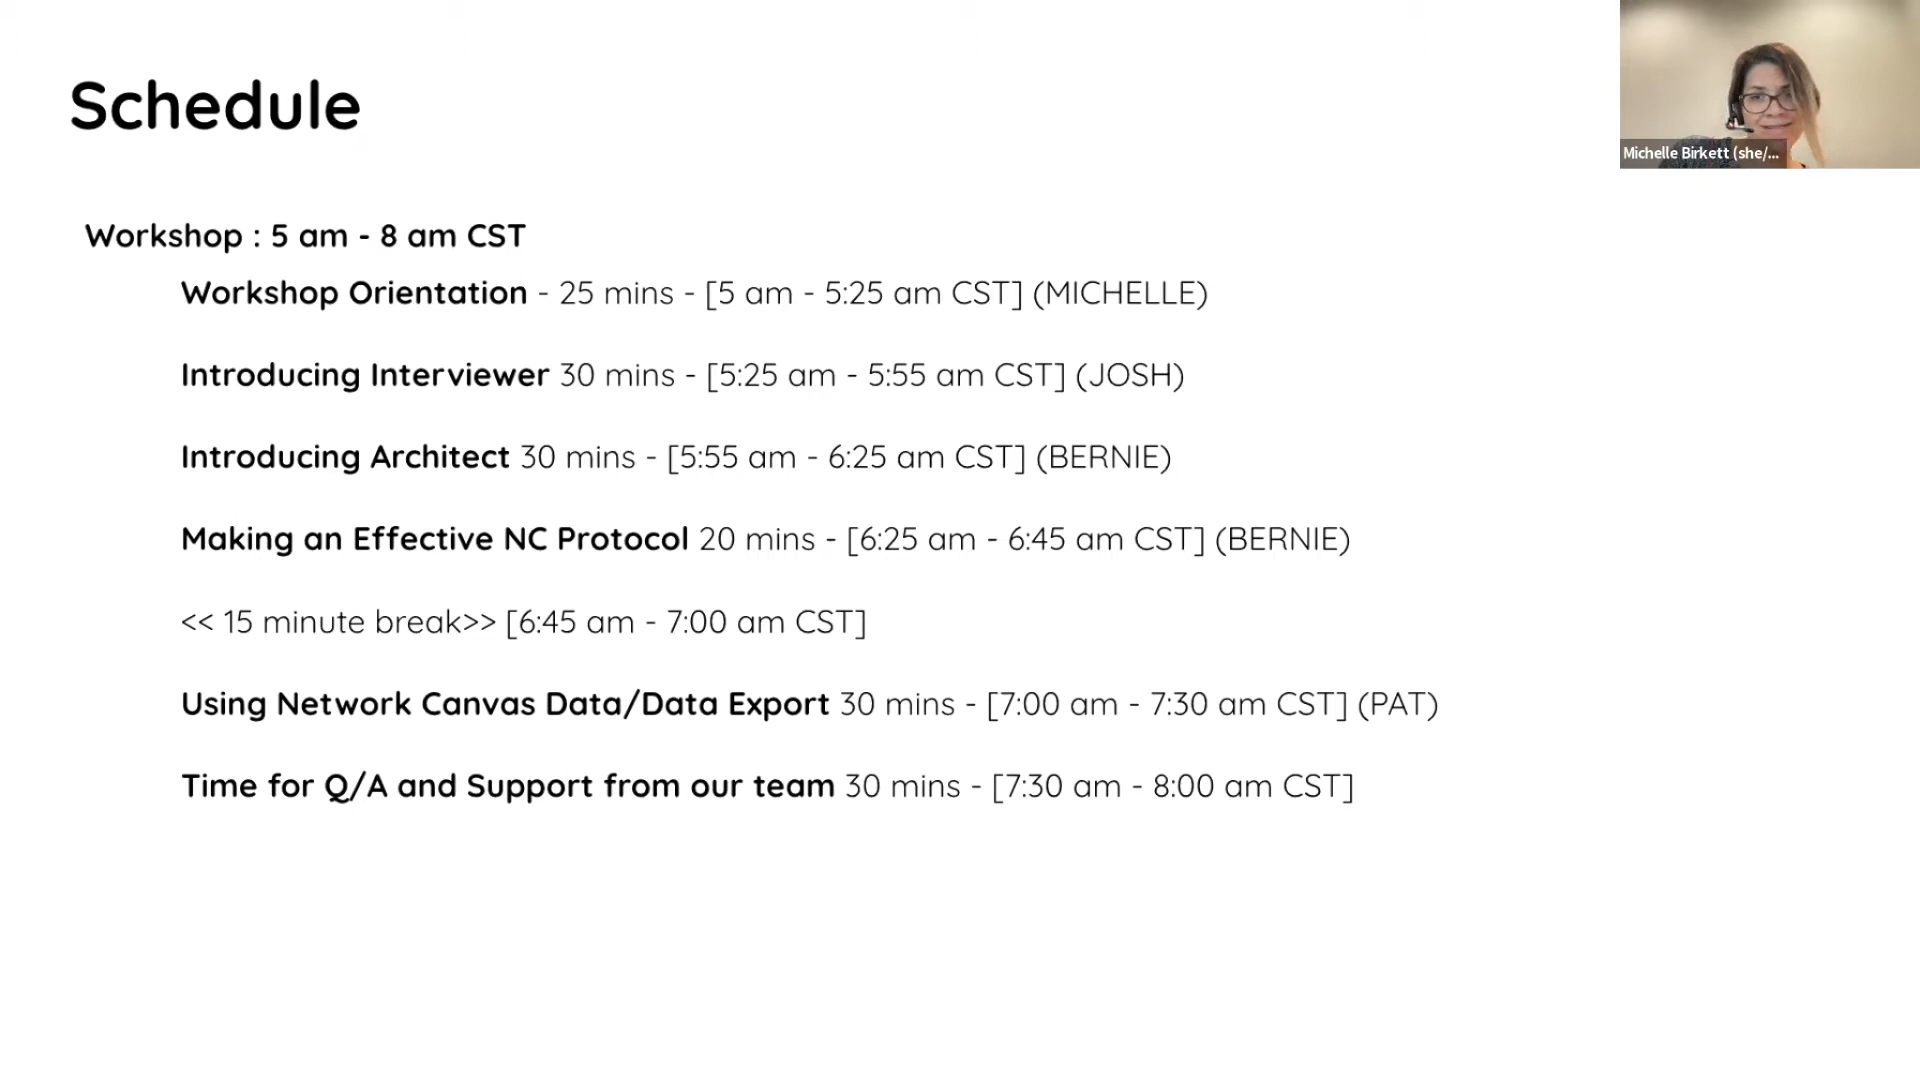 Schedule
Michelle Birkett (she/...
Workshop : 5 am - 8 am CST
Workshop Orientation - 25 mins - [5 am - 5:25 am CST] (MICHELLE)
Introducing Interviewer 30 mins - [5:25 am - 5:55 am CST] (JOSH)
Introducing Architect 30 mins - [5:55 am - 6:25 am CST] (BERNIE)
Making an Effective NC Protocol 20 mins - [6:25 am - 6:45 am CST] (BERNIE)
<< 15 minute break>> [6:45 am - 7:00 am CST]
Using Network Canvas Data/Data Export 30 mins - [7:00 am - 7:30 am CST] (PAT)
Time for Q/A and Support from our team 30 mins - [7:30 am - 8:00 am CST]